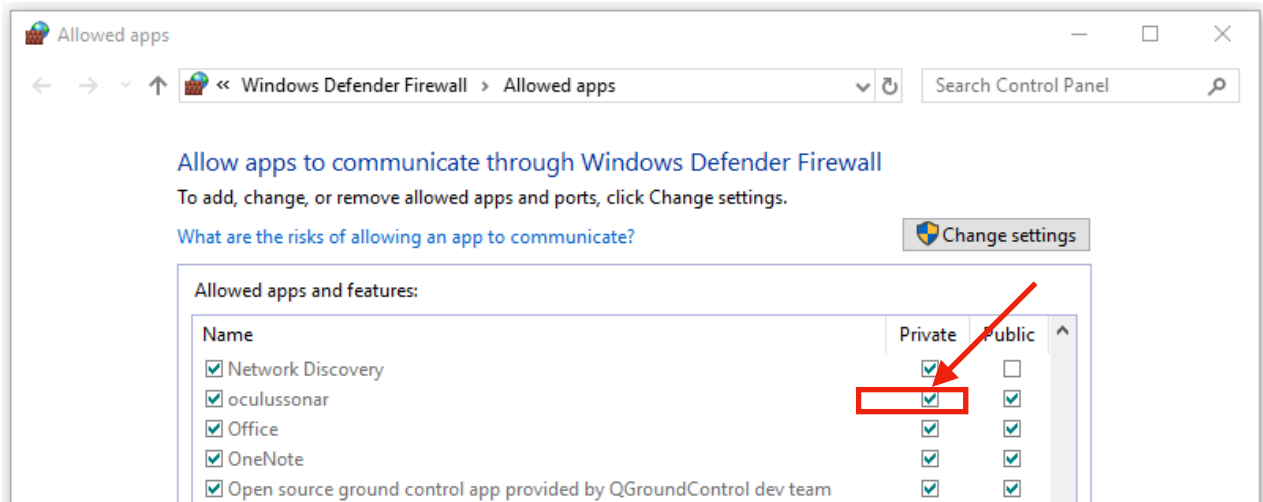 Allowed apps
« Windows Defender Firewall › Allowed apps
Search Control Panel
Allow apps to communicate through Windows Defender Firewall
To add, change, or remove allowed apps and ports, click Change settings.
What are the risks of allowing an app to communicate?
Change settings
Allowed apps and features:
Name Private Public
Network Discovery
oculussonar
Office
OneNote
Open source ground control app provided by QGroundControl dev team